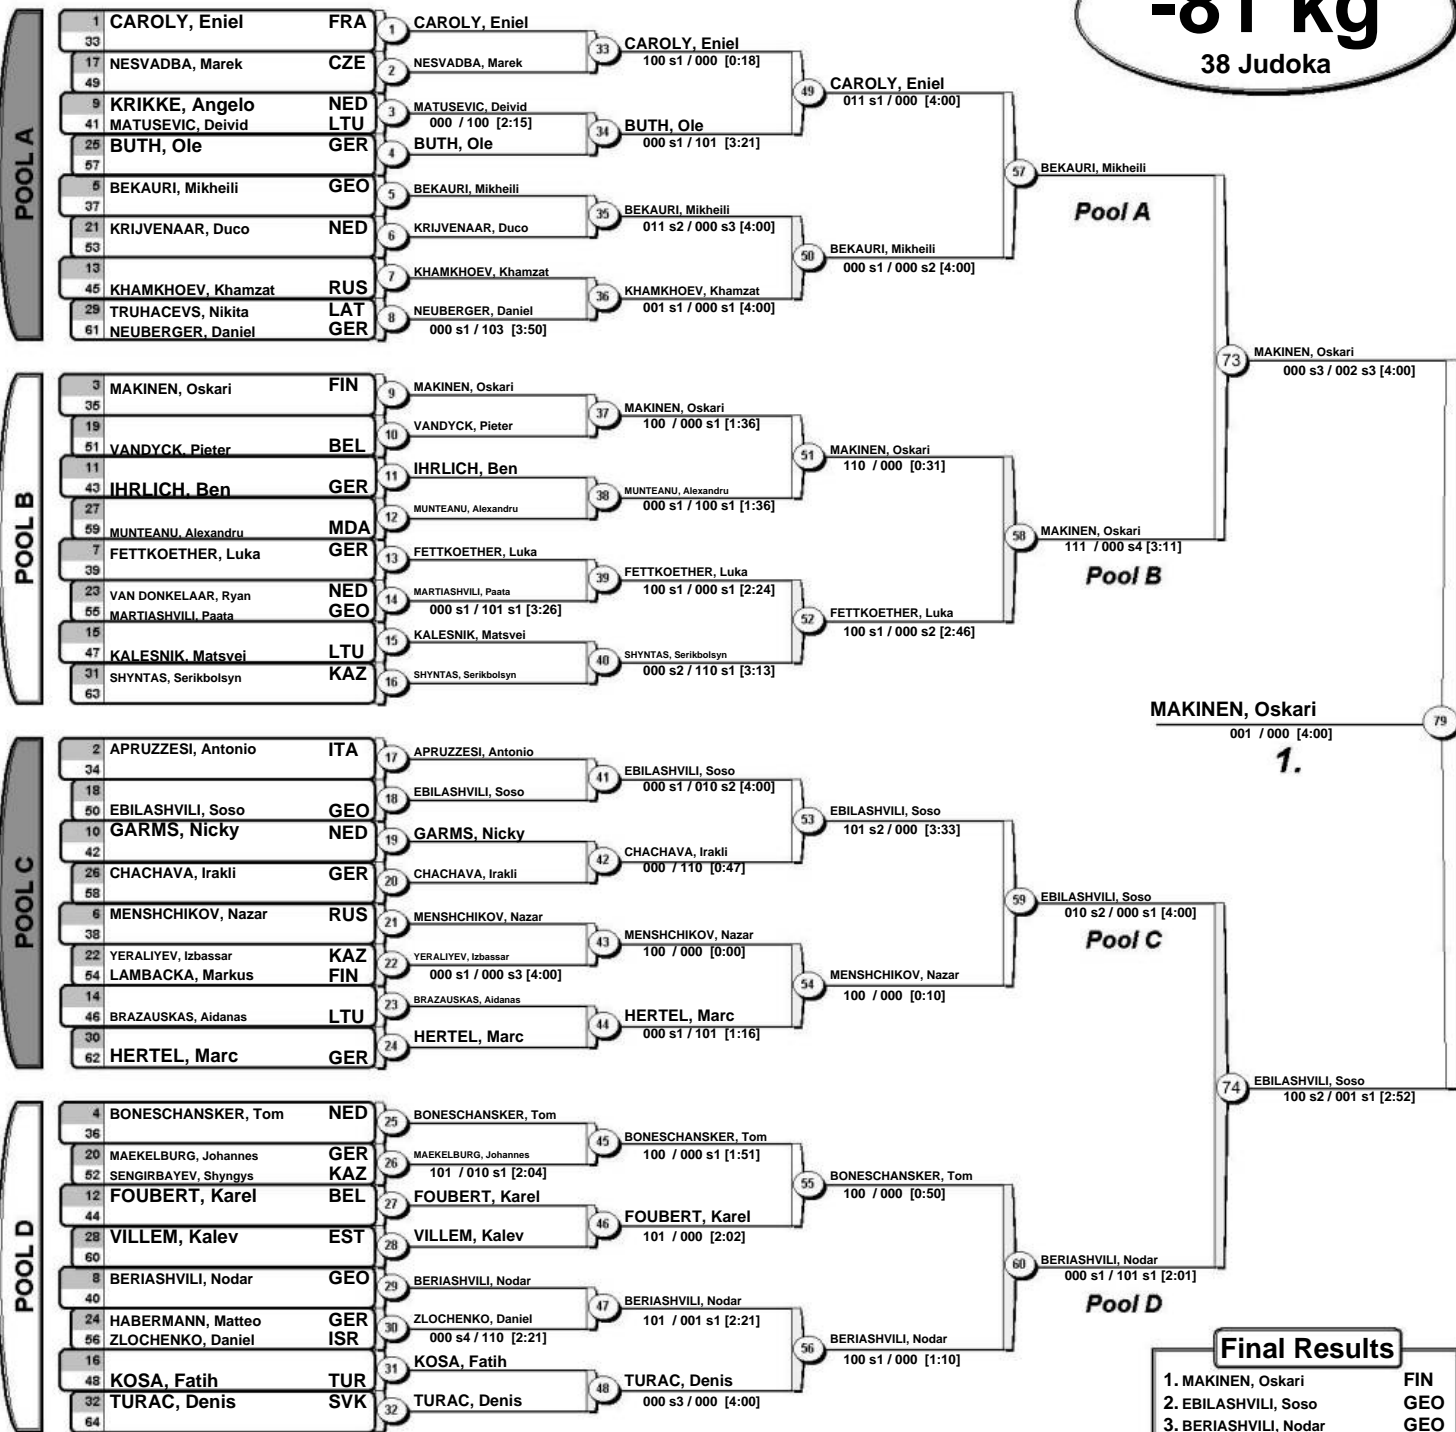 -81 kg
38 Judoka
POOL A
1 CAROLY, Eniel FRA
33
17 NESVADBA, Marek CZE
49
9 KRIKKE, Angelo NED
41 MATUSEVIC, Deivid LTU
25 BUTH, Ole GER
57
5 BEKAURI, Mikheili GEO
37
21 KRIJVENAAR, Duco NED
53
13
45 KHAMKHOEV, Khamzat RUS
29 TRUHACEVS, Nikita LAT
61 NEUBERGER, Daniel GER
1 CAROLY, Eniel
2 NESVADBA, Marek
3 MATUSEVIC, Deivid
000 / 100 [2:15]
4 BUTH, Ole
5 BEKAURI, Mikheili
6 KRIJVENAAR, Duco
7 KHAMKHOEV, Khamzat
8 NEUBERGER, Daniel
000 s1 / 103 [3:50]
33 CAROLY, Eniel
100 s1 / 000 [0:18]
34 BUTH, Ole
000 s1 / 101 [3:21]
35 BEKAURI, Mikheili
011 s2 / 000 s3 [4:00]
36 KHAMKHOEV, Khamzat
001 s1 / 000 s1 [4:00]
49 CAROLY, Eniel
011 s1 / 000 [4:00]
50 BEKAURI, Mikheili
000 s1 / 000 s2 [4:00]
57 BEKAURI, Mikheili
Pool A
POOL B
3 MAKINEN, Oskari FIN
35
19
51 VANDYCK, Pieter BEL
11
43 IHRLICH, Ben GER
27
59 MUNTEANU, Alexandru MDA
7 FETTKOETHER, Luka GER
39
23 VAN DONKELAAR, Ryan NED
55 MARTIASHVILI, Paata GEO
15
47 KALESNIK, Matsvei LTU
31 SHYNTAS, Serikbolsyn KAZ
63
9 MAKINEN, Oskari
10 VANDYCK, Pieter
11 IHRLICH, Ben
12 MUNTEANU, Alexandru
13 FETTKOETHER, Luka
14 MARTIASHVILI, Paata
000 s1 / 101 s1 [3:26]
15 KALESNIK, Matsvei
16 SHYNTAS, Serikbolsyn
37 MAKINEN, Oskari
100 / 000 s1 [1:36]
38 MUNTEANU, Alexandru
000 s1 / 100 s1 [1:36]
39 FETTKOETHER, Luka
100 s1 / 000 s1 [2:24]
40 SHYNTAS, Serikbolsyn
000 s2 / 110 s1 [3:13]
51 MAKINEN, Oskari
110 / 000 [0:31]
52 FETTKOETHER, Luka
100 s1 / 000 s2 [2:46]
58 MAKINEN, Oskari
111 / 000 s4 [3:11]
Pool B
73 MAKINEN, Oskari
000 s3 / 002 s3 [4:00]
MAKINEN, Oskari 79
001 / 000 [4:00]
1.
POOL C
2 APRUZZESI, Antonio ITA
34
18
50 EBILASHVILI, Soso GEO
10 GARMS, Nicky NED
42
26 CHACHAVA, Irakli GER
58
6 MENSHCHIKOV, Nazar RUS
38
22 YERALIYEV, Izbassar KAZ
54 LAMBACKA, Markus FIN
14
46 BRAZAUSKAS, Aidanas LTU
30
62 HERTEL, Marc GER
17 APRUZZESI, Antonio
18 EBILASHVILI, Soso
19 GARMS, Nicky
20 CHACHAVA, Irakli
21 MENSHCHIKOV, Nazar
22 YERALIYEV, Izbassar
000 s1 / 000 s3 [4:00]
23 BRAZAUSKAS, Aidanas
24 HERTEL, Marc
41 EBILASHVILI, Soso
000 s1 / 010 s2 [4:00]
42 CHACHAVA, Irakli
000 / 110 [0:47]
43 MENSHCHIKOV, Nazar
100 / 000 [0:00]
44 HERTEL, Marc
000 s1 / 101 [1:16]
53 EBILASHVILI, Soso
101 s2 / 000 [3:33]
54 MENSHCHIKOV, Nazar
100 / 000 [0:10]
59 EBILASHVILI, Soso
010 s2 / 000 s1 [4:00]
Pool C
74 EBILASHVILI, Soso
100 s2 / 001 s1 [2:52]
POOL D
4 BONESCHANSKER, Tom NED
36
20 MAEKELBURG, Johannes GER
52 SENGIRBAYEV, Shyngys KAZ
12 FOUBERT, Karel BEL
44
28 VILLEM, Kalev EST
60
8 BERIASHVILI, Nodar GEO
40
24 HABERMANN, Matteo GER
56 ZLOCHENKO, Daniel ISR
16
48 KOSA, Fatih TUR
32 TURAC, Denis SVK
64
25 BONESCHANSKER, Tom
26 MAEKELBURG, Johannes
101 / 010 s1 [2:04]
27 FOUBERT, Karel
28 VILLEM, Kalev
29 BERIASHVILI, Nodar
30 ZLOCHENKO, Daniel
000 s4 / 110 [2:21]
31 KOSA, Fatih
32 TURAC, Denis
45 BONESCHANSKER, Tom
100 / 000 s1 [1:51]
46 FOUBERT, Karel
101 / 000 [2:02]
47 BERIASHVILI, Nodar
101 / 001 s1 [2:21]
48 TURAC, Denis
000 s3 / 000 [4:00]
55 BONESCHANSKER, Tom
100 / 000 [0:50]
56 BERIASHVILI, Nodar
100 s1 / 000 [1:10]
60 BERIASHVILI, Nodar
000 s1 / 101 s1 [2:01]
Pool D
Final Results
1. MAKINEN, Oskari FIN
2. EBILASHVILI, Soso GEO
3. BERIASHVILI, Nodar GEO